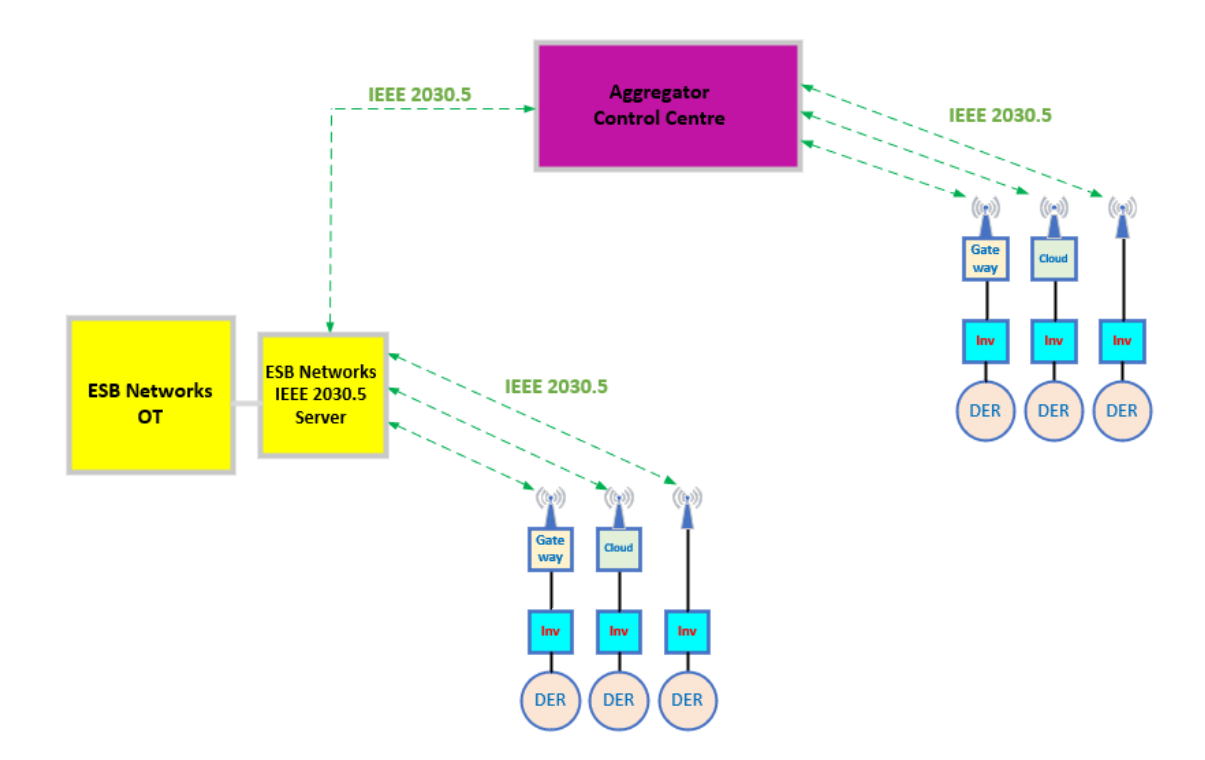 IEEE 2030.5
Aggregator
Control Centre
IEEE 2030.5
Gate
way
Cloud
Inv
Inv
Inv
DER
DER
DER
ESB Networks
OT
ESB Networks
IEEE 2030.5
Server
IEEE 2030.5
Gate
way
Cloud
Inv
Inv
Inv
DER
DER
DER